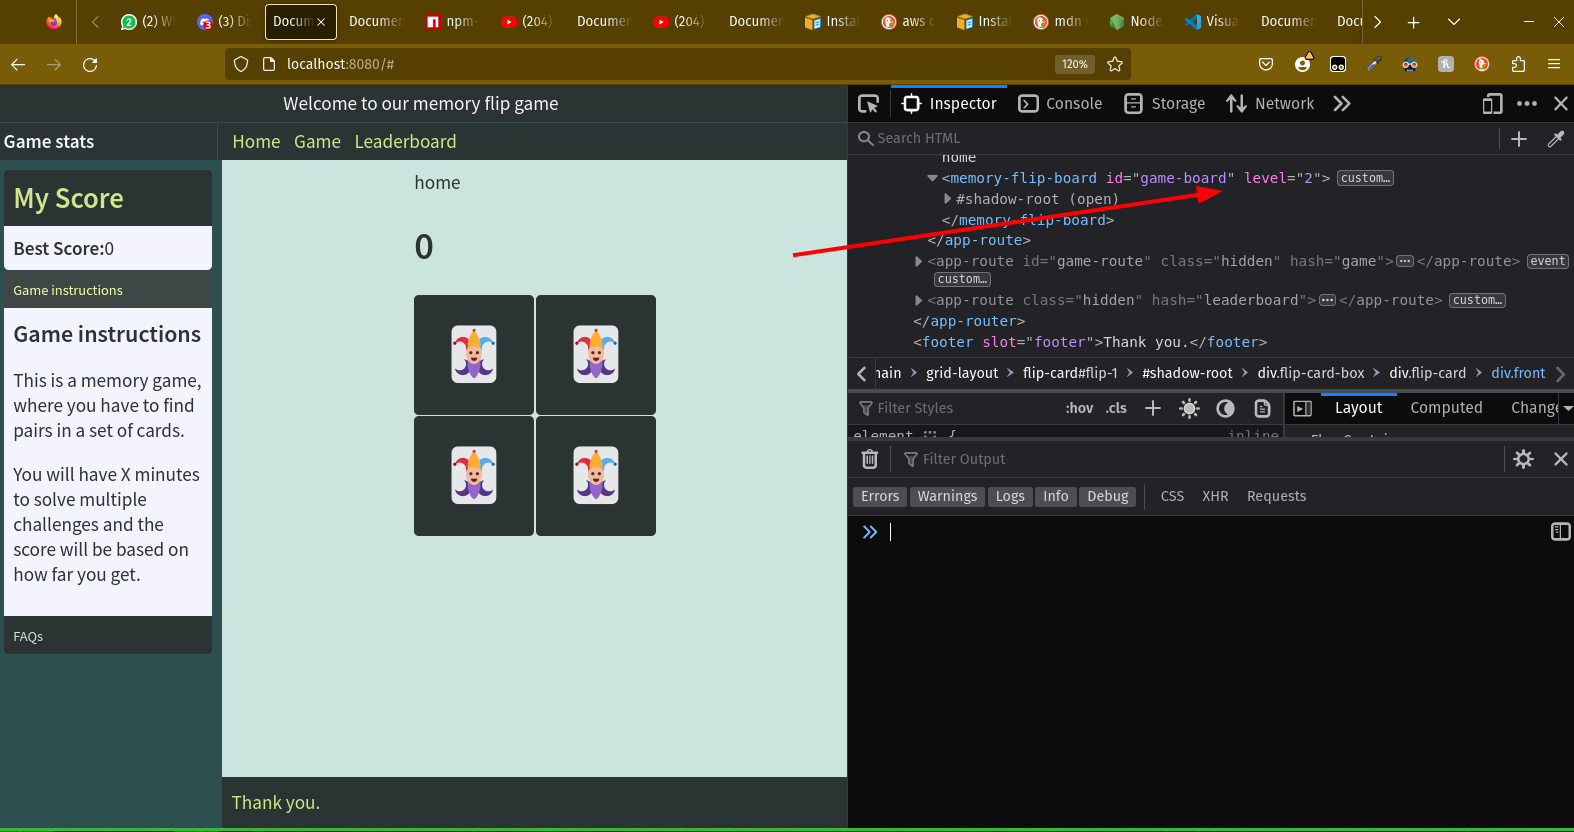 (2) W
(3) Di
Docum
Documen
npm-
(204)
Documen
(204)
Documen
Insta
aws c
Insta
mdn
Node
Visua
Documen
Docu
localhost:8080/#
120%
Welcome to our memory flip game
Game stats
Home Game Leaderboard
My Score
Best Score:0
Game instructions
Game instructions
This is a memory game,
where you have to find
pairs in a set of cards.
You will have X minutes
to solve multiple
challenges and the
score will be based on
how far you get.
FAQs
home
0
Thank you.
Inspector Console Storage Network
Search HTML
home
<memory-flip-board id="game-board" level="2"> custom…
#shadow-root (open)
</memory-flip-board>
</app-route>
<app-route id="game-route" class="hidden" hash="game"> ⋯ </app-route> event
custom…
<app-route class="hidden" hash="leaderboard"> ⋯ </app-route> custom…
</app-router>
<footer slot="footer">Thank you.</footer>
grid-layout flip-card#flip-1 #shadow-root div.flip-card-box div.flip-card div.front
Filter Styles :hov .cls
Layout Computed Change
element { inline
Filter Output
Errors Warnings Logs Info Debug CSS XHR Requests